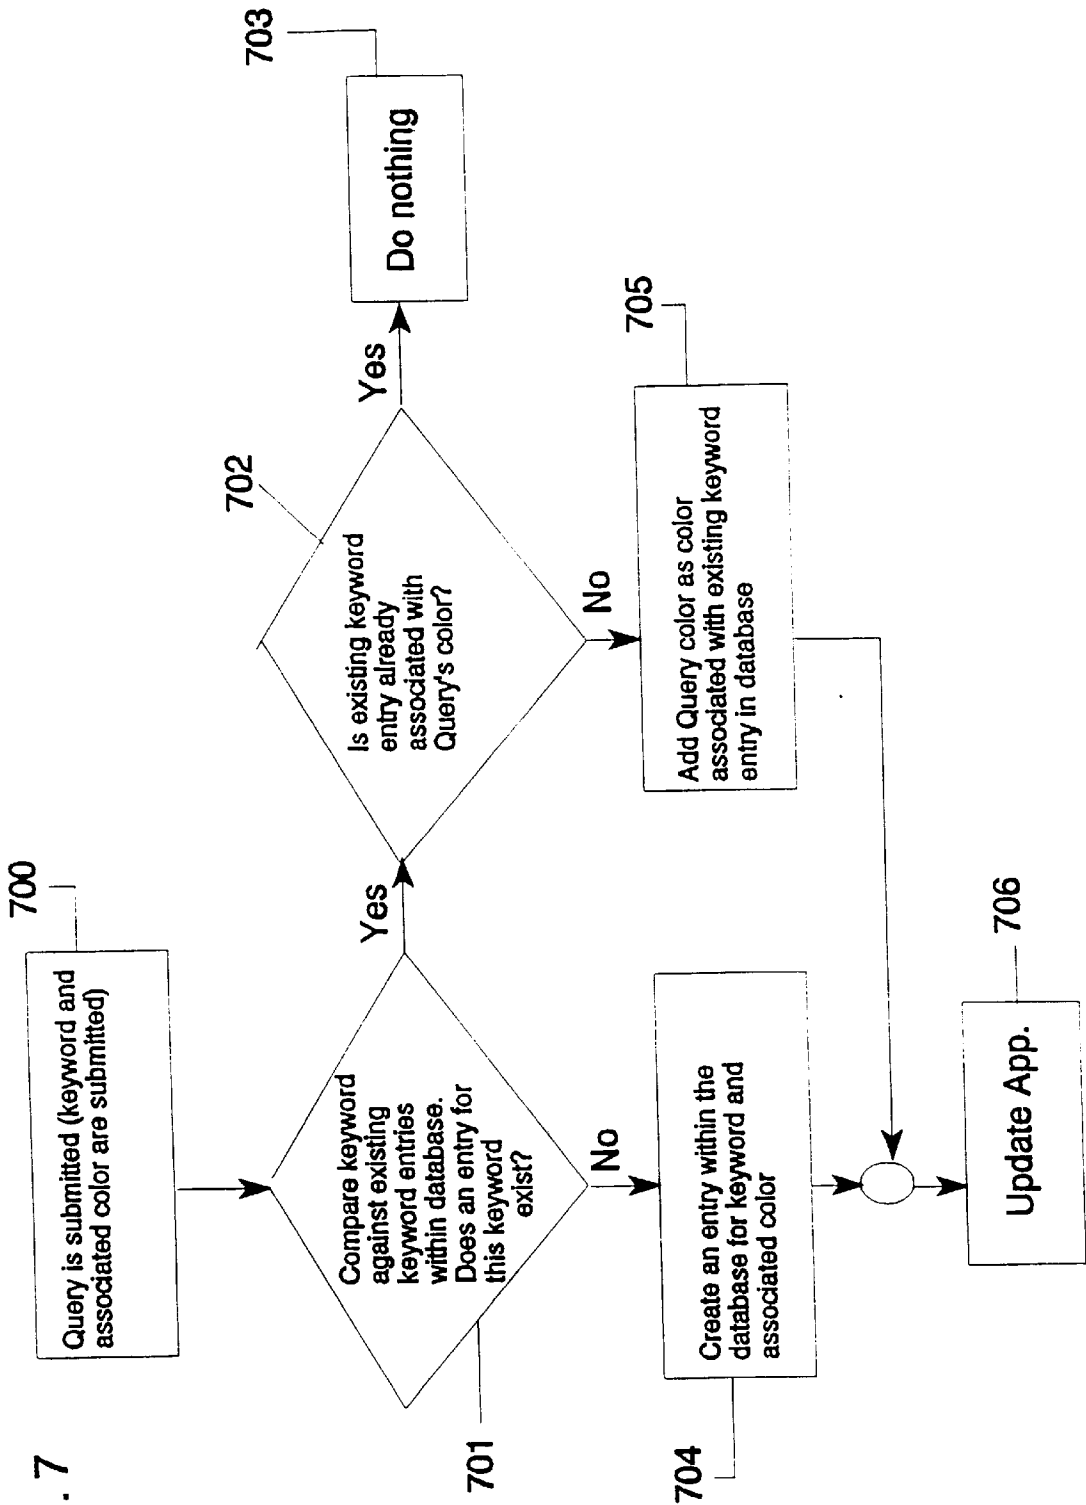 . 7
700
Query is submitted (keyword and
associated color are submitted)
701
Compare keyword
against existing
keyword entries
within database.
Does an entry for
this keyword
exist?
Yes
702
Is existing keyword
entry already
associated with
Query's color?
Yes
703
Do nothing
No
704
Create an entry within the
database for keyword and
associated color
No
705
Add Query color as color
associated with existing keyword
entry in database
706
Update App.